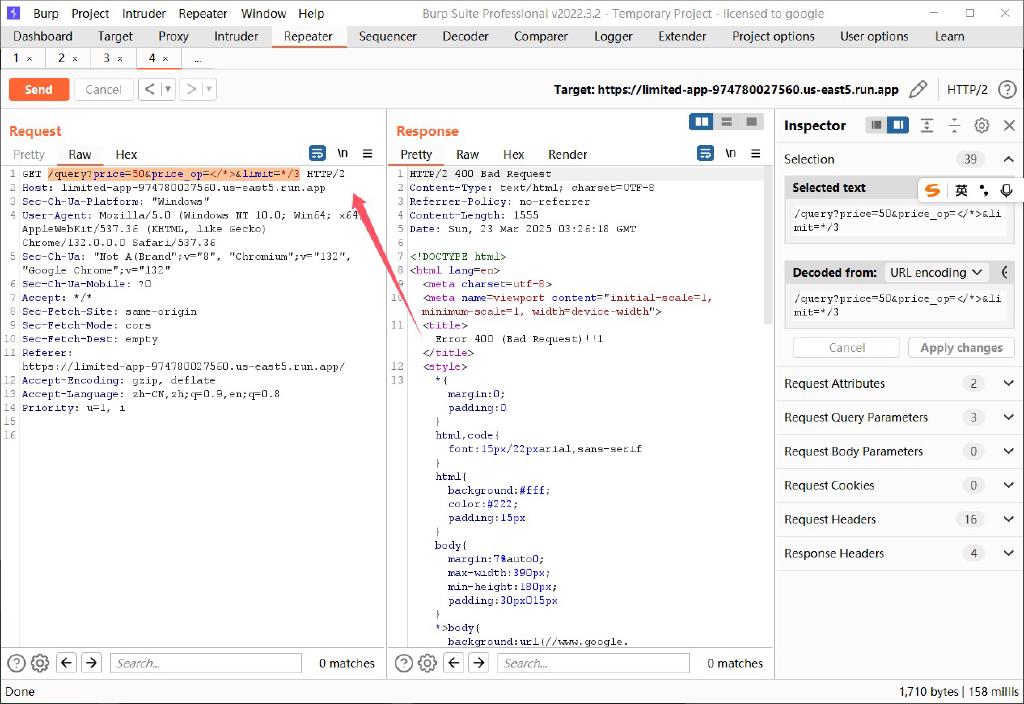 Burp Project Intruder Repeater Window Help Burp Suite Professional v2022.3.2 - Temporary Project - licensed to google
Dashboard Target Proxy Intruder Repeater Sequencer Decoder Comparer Logger Extender Project options User options Learn
1 × 2 × 3 × 4 × ...
Send Cancel < > Target: https://limited-app-974780027560.us-east5.run.app HTTP/2
Request
Pretty Raw Hex \n
1 GET /query?price=50&price_op=</*>&limit=*/3 HTTP/2
2 Host: limited-app-974780027560.us-east5.run.app
3 Sec-Ch-Ua-Platform: "Windows"
4 User-Agent: Mozilla/5.0 (Windows NT 10.0; Win64; x64)
AppleWebKit/537.36 (KHTML, like Gecko)
Chrome/132.0.0.0 Safari/537.36
5 Sec-Ch-Ua: "Not A(Brand";v="8", "Chromium";v="132",
"Google Chrome";v="132"
6 Sec-Ch-Ua-Mobile: ?0
7 Accept: */*
8 Sec-Fetch-Site: same-origin
9 Sec-Fetch-Mode: cors
10 Sec-Fetch-Dest: empty
11 Referer:
https://limited-app-974780027560.us-east5.run.app/
12 Accept-Encoding: gzip, deflate
13 Accept-Language: zh-CN,zh;q=0.9,en;q=0.8
14 Priority: u=1, i
15
16
Search... 0 matches
Response
Pretty Raw Hex Render \n
1 HTTP/2 400 Bad Request
2 Content-Type: text/html; charset=UTF-8
3 Referrer-Policy: no-referrer
4 Content-Length: 1555
5 Date: Sun, 23 Mar 2025 03:26:18 GMT
6
7 <!DOCTYPE html>
8 <html lang=en>
9 <meta charset=utf-8>
10 <meta name=viewport content="initial-scale=1,
minimum-scale=1, width=device-width">
11 <title>
Error 400 (Bad Request)!!1
</title>
12 <style>
13 *{
margin:0;
padding:0
}
html,code{
font:15px/22pxarial,sans-serif
}
html{
background:#fff;
color:#222;
padding:15px
}
body{
margin:7%auto0;
max-width:390px;
min-height:180px;
padding:30px015px
}
*>body{
background:url(//www.google.
Search... 0 matches
Inspector
Selection 39
Selected text
英
/query?price=50&price_op=</*>&li
mit=*/3
Decoded from: URL encoding
/query?price=50&price_op=</*>&li
mit=*/3
Cancel Apply changes
Request Attributes 2
Request Query Parameters 3
Request Body Parameters 0
Request Cookies 0
Request Headers 16
Response Headers 4
Done 1,710 bytes | 158 millis